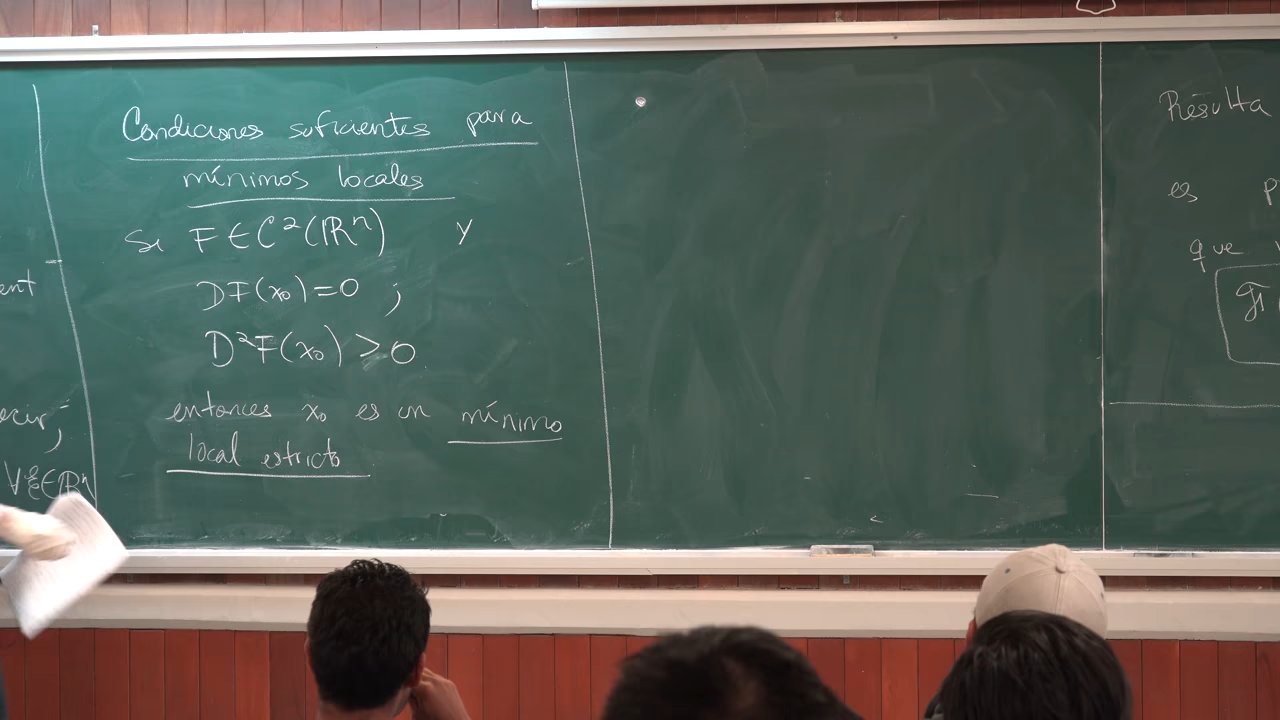 ent
ecir;
∀ξ∈ℝⁿ
Condiciones suficientes para
mínimos locales
Si F∈C²(ℝⁿ) y
DF(x₀)=0 ;
D²F(x₀) > 0
entonces x₀ es un mínimo
local estricto
Resulta
es p
que